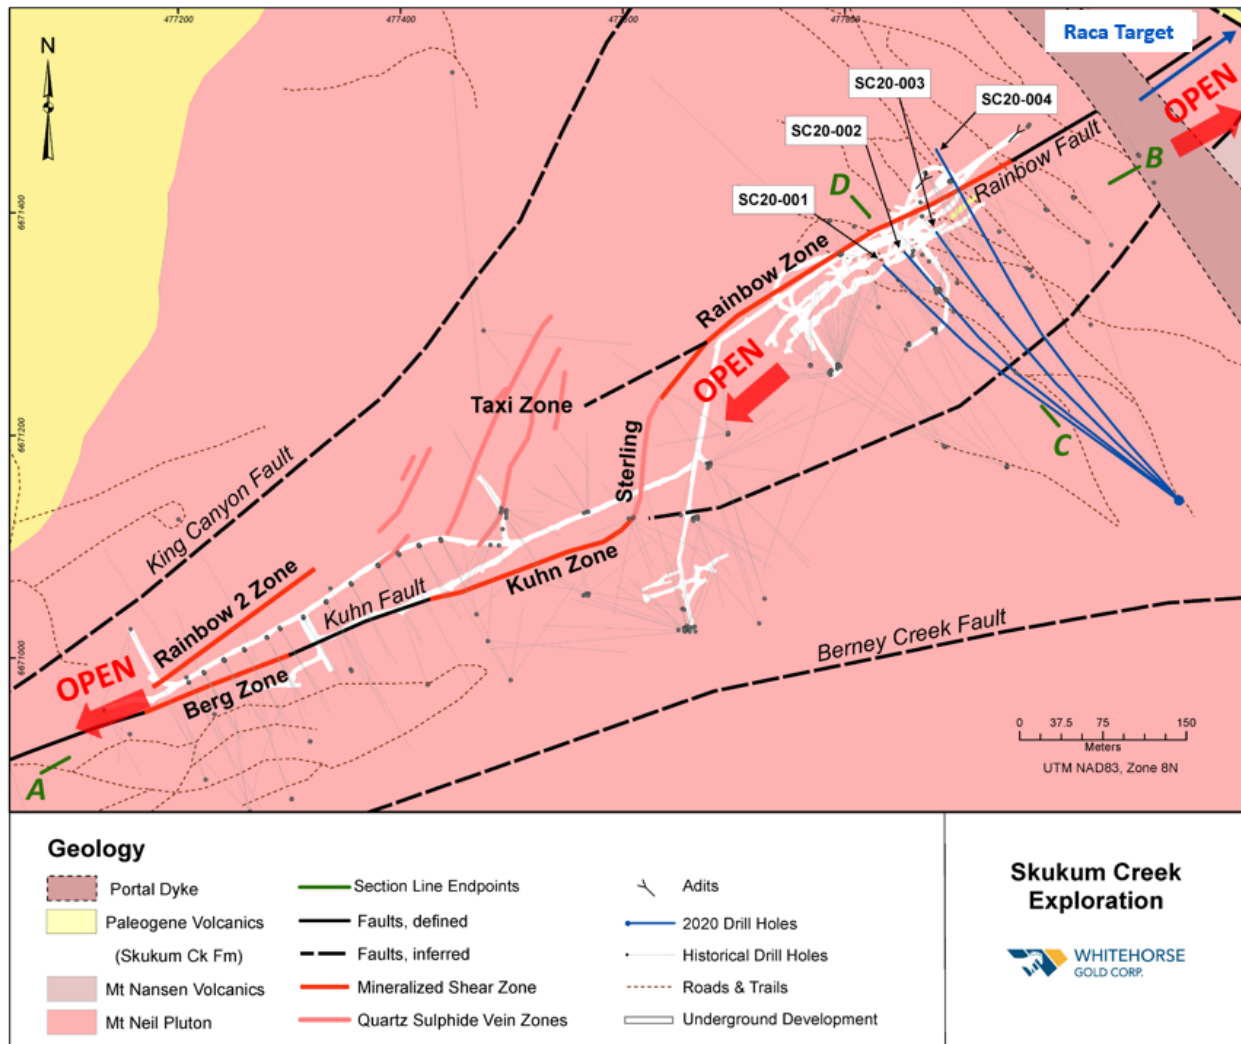 477200
477400
477600
477800
Raca Target
N
OPEN
SC20-003
SC20-004
SC20-002
Rainbow Fault
B
D
SC20-001
6671400
Rainbow Zone
OPEN
Taxi Zone
6671200
C
Sterling
King Canyon Fault
Kuhn Zone
Rainbow 2 Zone
Kuhn Fault
Berney Creek Fault
6671000
OPEN
Berg Zone
A
0 37.5 75 150
Meters
UTM NAD83, Zone 8N
Geology
Portal Dyke
Paleogene Volcanics
(Skukum Ck Fm)
Mt Nansen Volcanics
Mt Neil Pluton
Section Line Endpoints
Faults, defined
Faults, inferred
Mineralized Shear Zone
Quartz Sulphide Vein Zones
Adits
2020 Drill Holes
Historical Drill Holes
Roads & Trails
Underground Development
Skukum Creek
Exploration
WHITEHORSE
GOLD CORP.